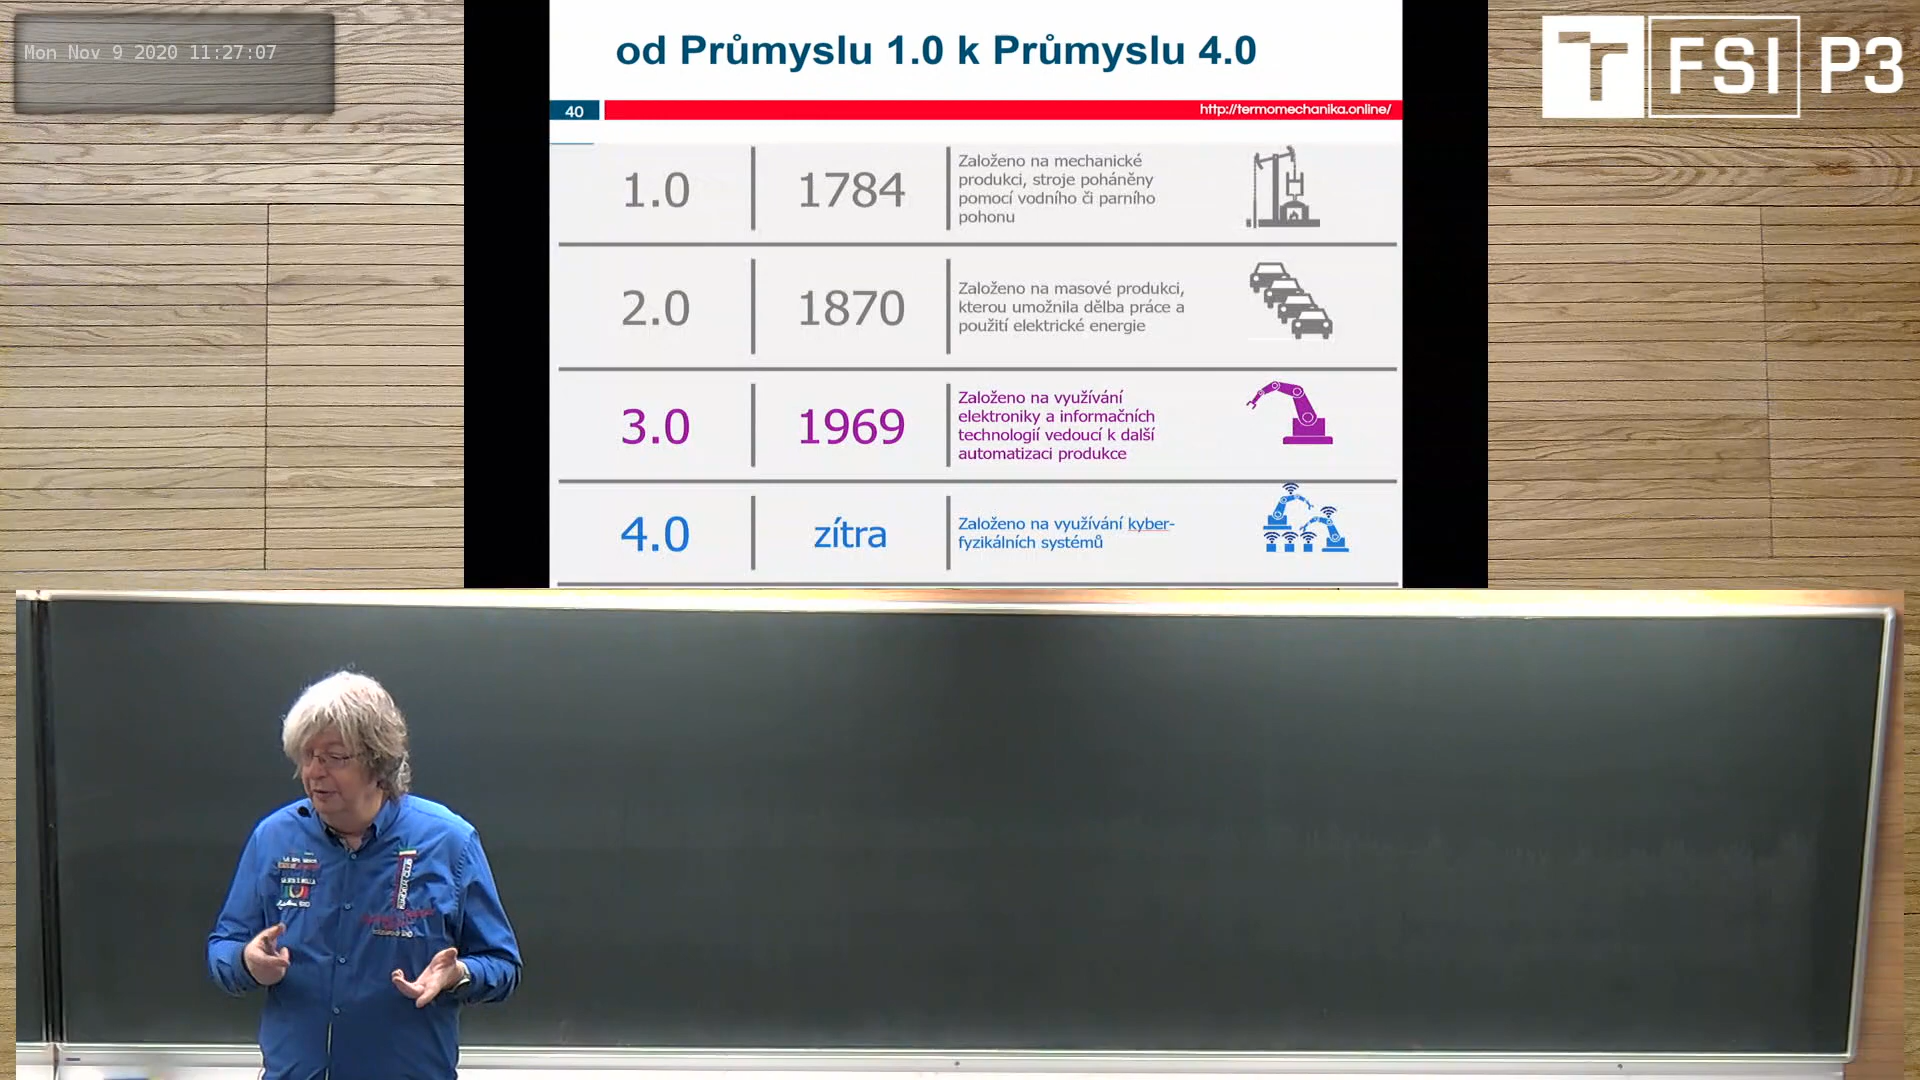 Mon Nov 9 2020 11:27:07
od Průmyslu 1.0 k Průmyslu 4.0
T FSI P3
40
http://termomechanika.online/
1.0
1784
Založeno na mechanické
produkci, stroje poháněny
pomocí vodního či parního
pohonu
2.0
1870
Založeno na masové produkci,
kterou umožnila dělba práce a
použití elektrické energie
3.0
1969
Založeno na využívání
elektroniky a informačních
technologií vedoucí k další
automatizaci produkce
4.0
zítra
Založeno na využívání kyber-
fyzikálních systémů